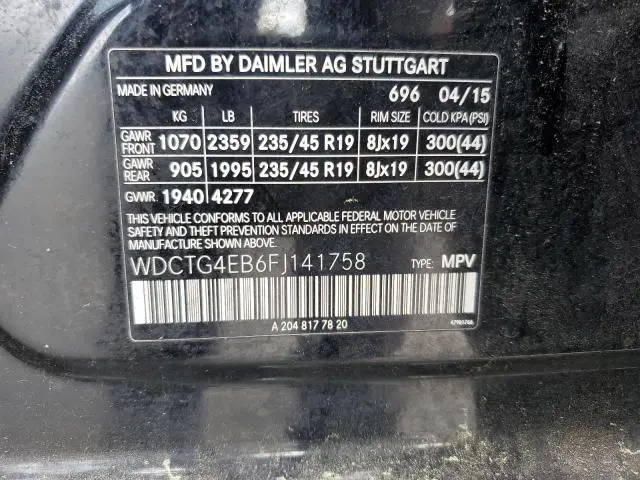 MFD BY DAIMLER AG STUTTGART
MADE IN GERMANY 696 04/15
KG LB TIRES RIM SIZE COLD KPA(PSI)
GAWR FRONT 1070 2359 235/45 R19 8Jx19 300(44)
GAWR REAR 905 1995 235/45 R19 8Jx19 300(44)
GVWR 1940 4277
THIS VEHICLE CONFORMS TO ALL APPLICABLE FEDERAL MOTOR VEHICLE
SAFETY AND THEFT PREVENTION STANDARDS IN EFFECT ON THE DATE
OF MANUFACTURE SHOWN ABOVE.
WDCTG4EB6FJ141758 TYPE: MPV
A 204 817 78 20